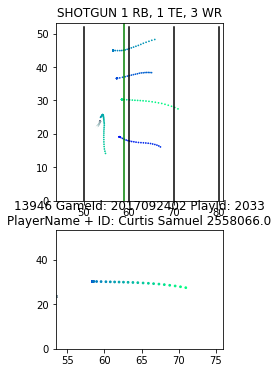 SHOTGUN 1 RB, 1 TE, 3 WR
50
40
30
20
10
0
50 60 70 80
13946 GameId: 2017092402 PlayId: 2033
PlayerName + ID: Curtis Samuel 2558066.0
40
20
0
55 60 65 70 75